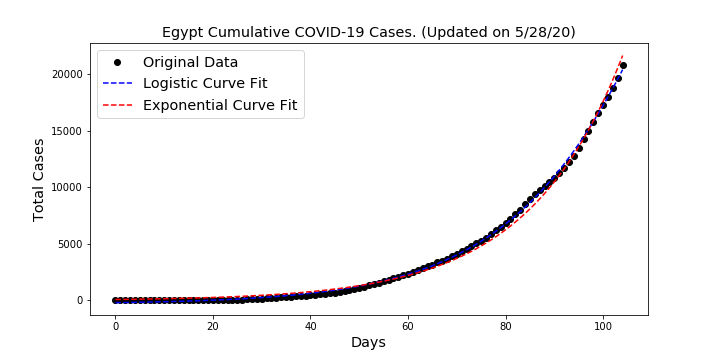 Egypt Cumulative COVID-19 Cases. (Updated on 5/28/20)
Original Data
Logistic Curve Fit
Exponential Curve Fit
Total Cases
20000
15000
10000
5000
0
0 20 40 60 80 100
Days